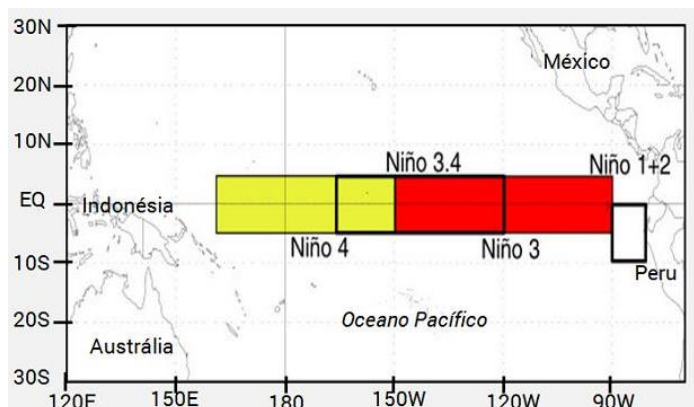 30N
México
20N
10N
Niño 3.4
Niño 1+2
EQ
Indonésia
Niño 4
Niño 3
10S
Peru
20S
Oceano Pacífico
Austrália
30S
120E
150E
180
150W
120W
90W